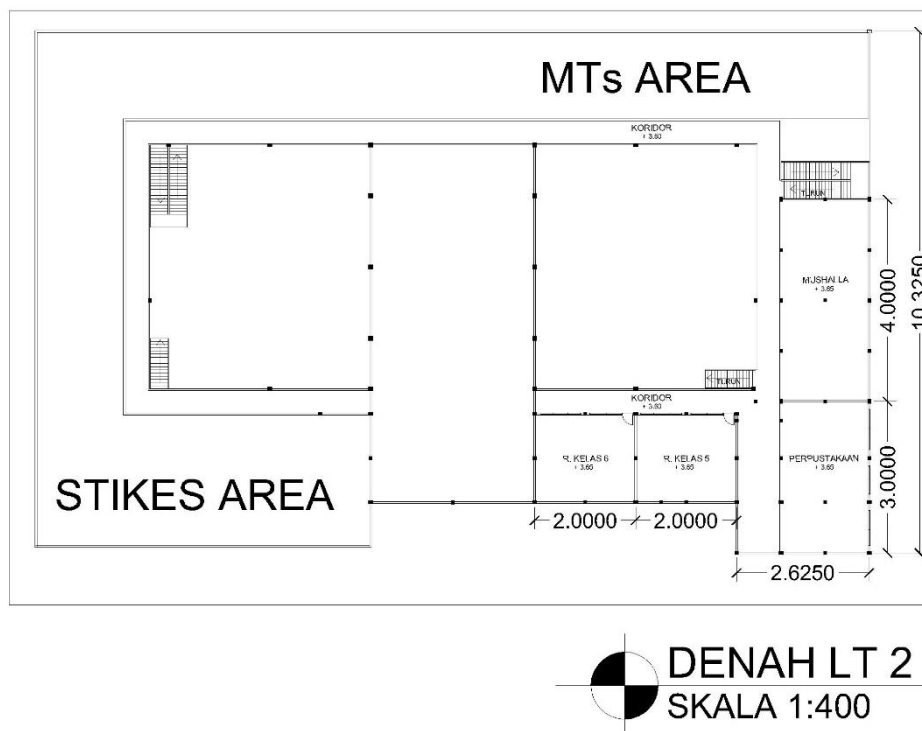 MTs AREA
KORIDOR
+ 3.60
TURUN
MUSHALLA
+ 3.65
4.0000
10.3250
TURUN
KORIDOR
+ 3.60
R. KELAS 6
+ 3.65
R. KELAS 5
+ 3.65
PERPUSTAKAAN
+ 3.65
3.0000
STIKES AREA
2.0000
2.0000
2.6250
DENAH LT 2
SKALA 1:400